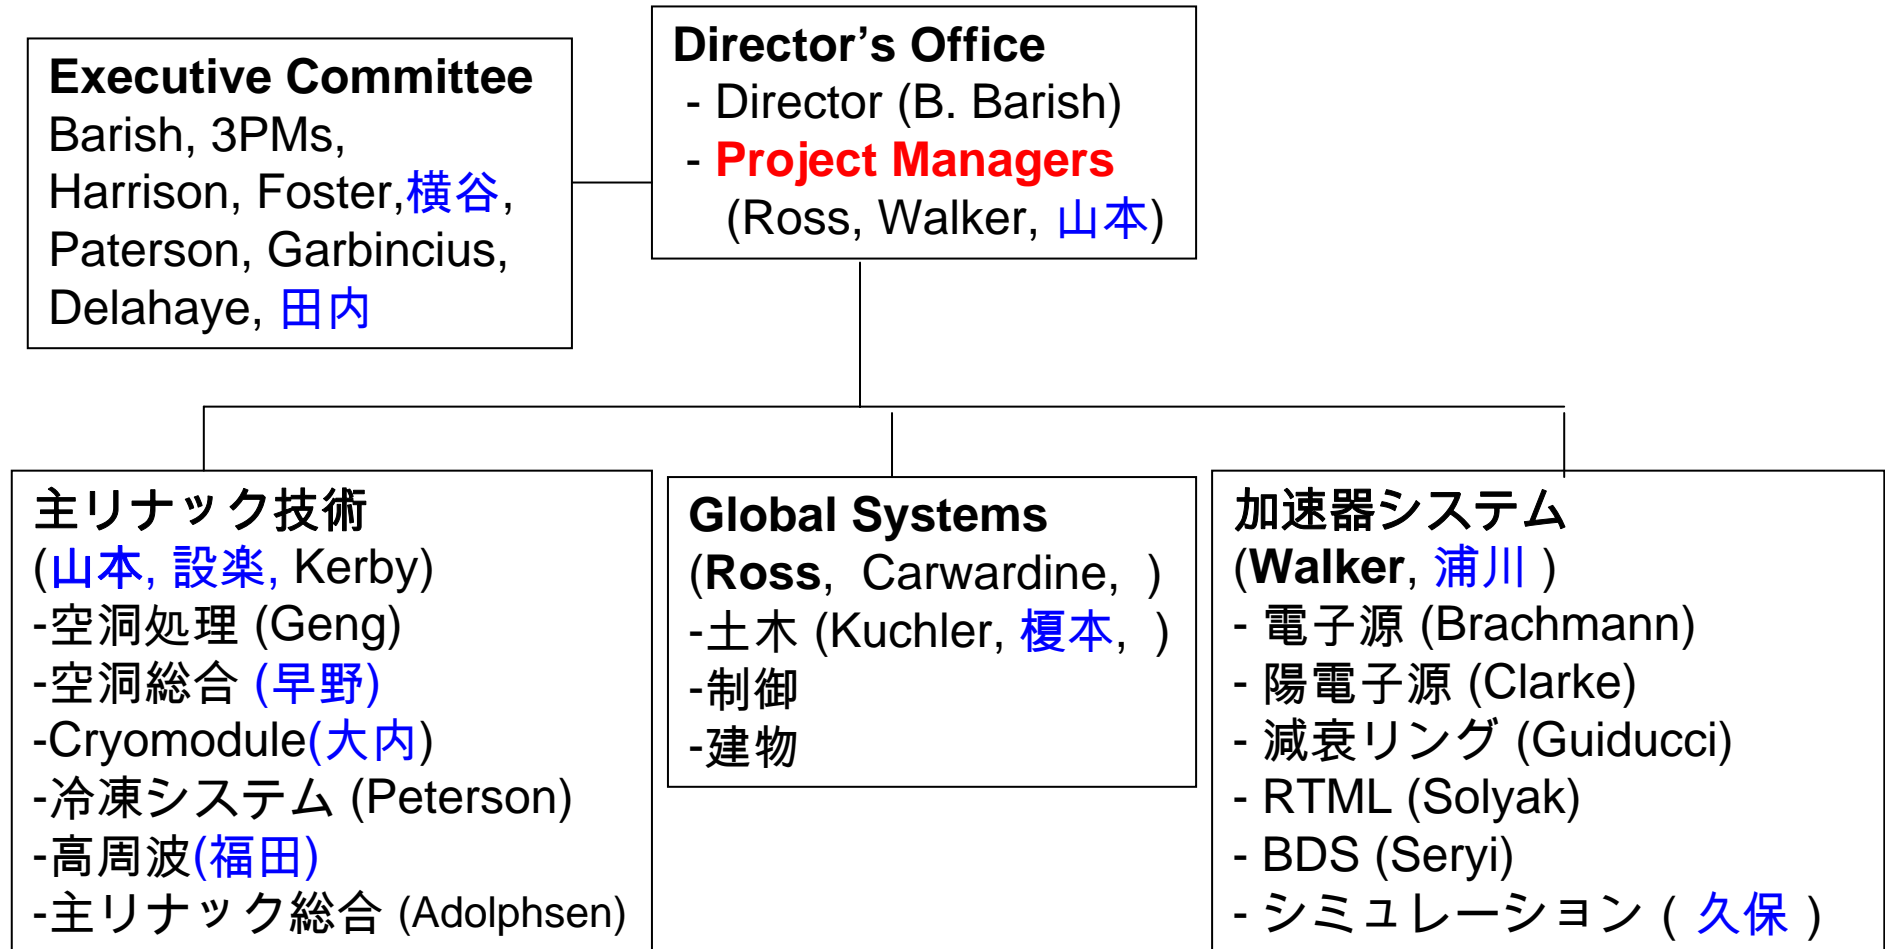 Executive Committee
Barish, 3PMs,
Harrison, Foster,横谷,
Paterson, Garbincius,
Delahaye, 田内
Director’s Office
- Director (B. Barish)
- Project Managers
(Ross, Walker, 山本)
主リナック技術
(山本, 設楽, Kerby)
-空洞処理 (Geng)
-空洞総合 (早野)
-Cryomodule(大内)
-冷凍システム (Peterson)
-高周波(福田)
-主リナック総合 (Adolphsen)
Global Systems
(Ross, Carwardine, )
-土木 (Kuchler, 榎本, )
-制御
-建物
加速器システム
(Walker, 浦川 )
- 電子源 (Brachmann)
- 陽電子源 (Clarke)
- 減衰リング (Guiducci)
- RTML (Solyak)
- BDS (Seryi)
- シミュレーション ( 久保 )